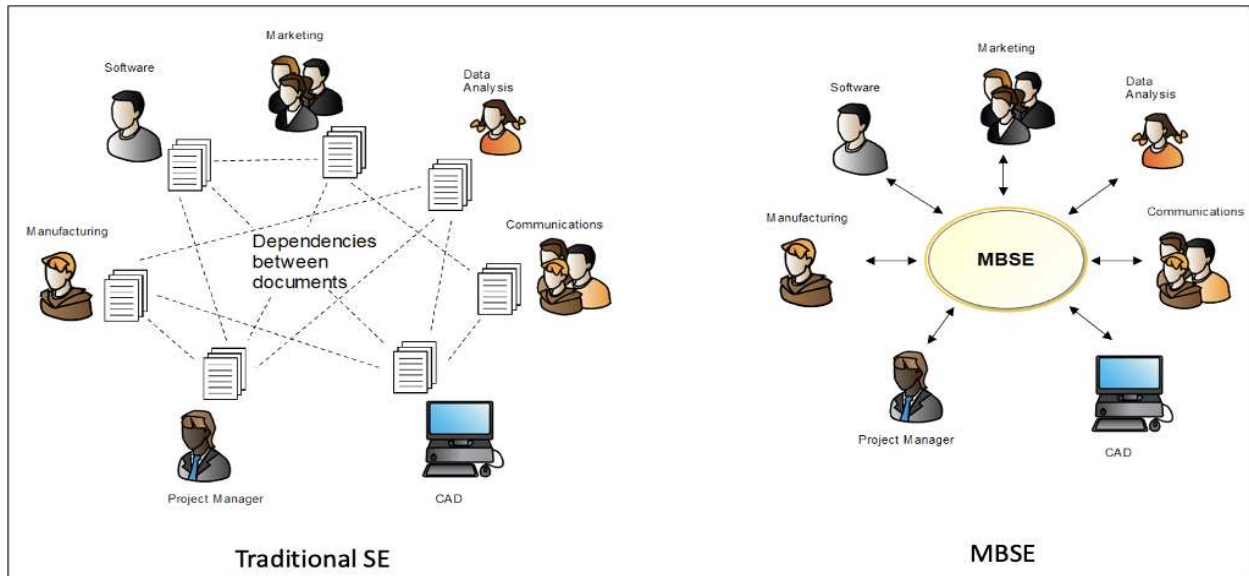 Marketing
Software
Data
Analysis
Manufacturing
Communications
Dependencies
between
documents
Project Manager
CAD
Traditional SE
Marketing
Software
Data
Analysis
Manufacturing
Communications
MBSE
Project Manager
CAD
MBSE